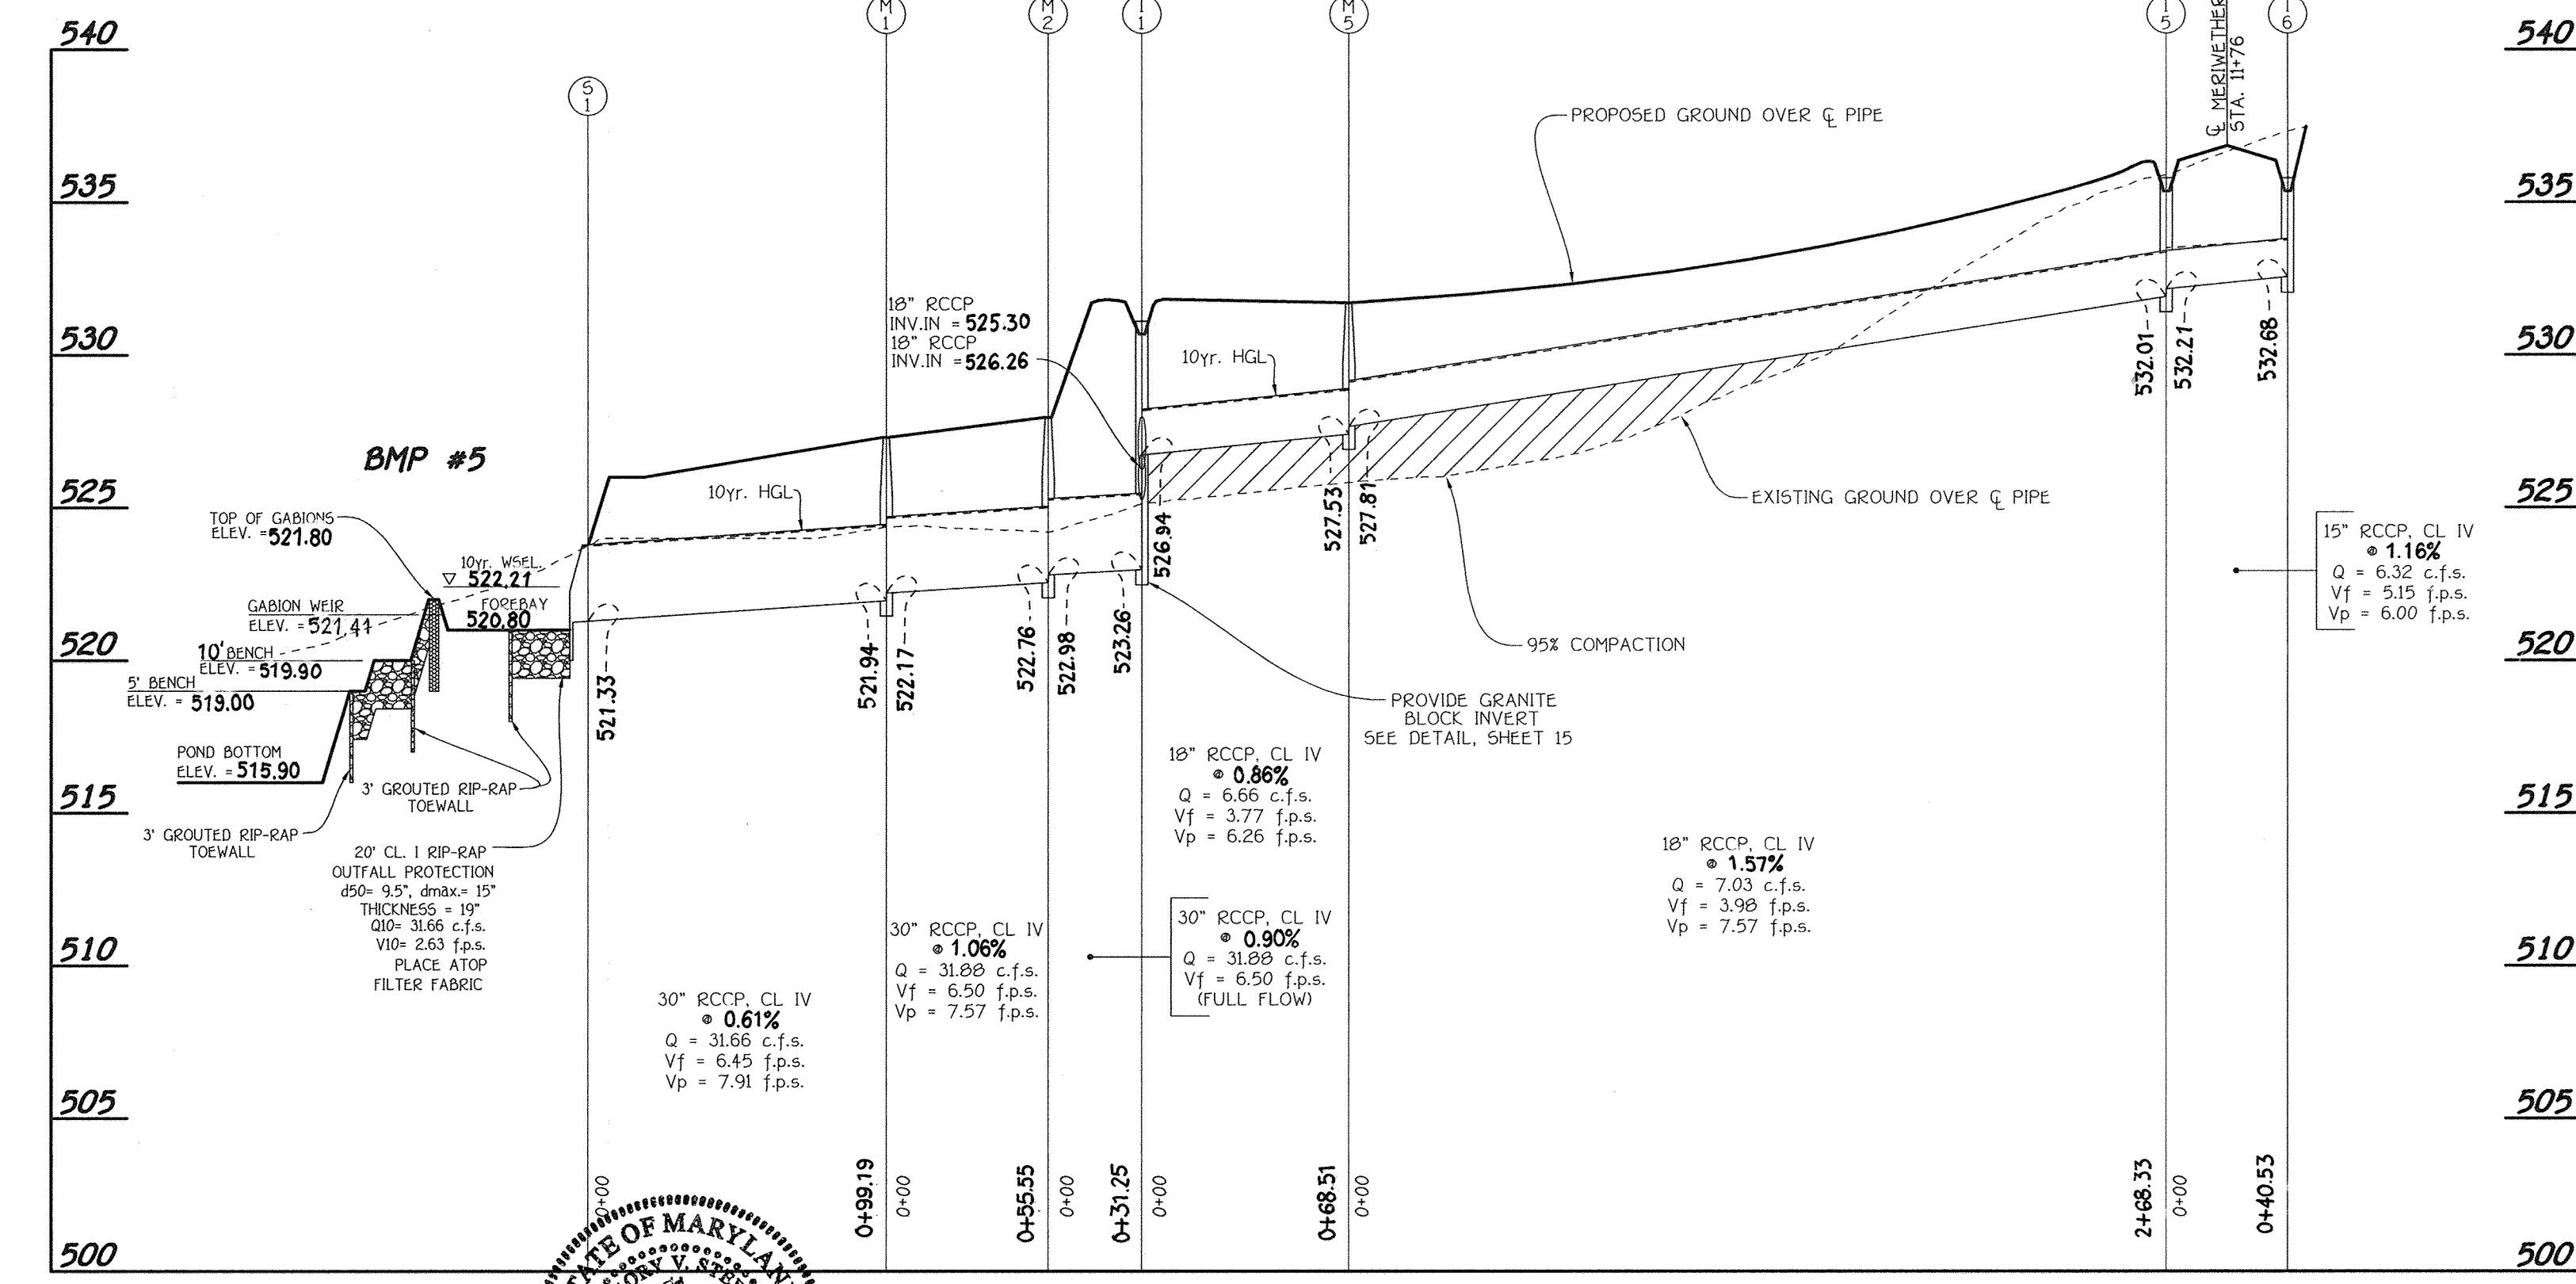 540
535
530
525
520
515
510
505
500
540
535
530
525
520
515
510
505
500
S
1
M
1
M
2
I
1
M
5
I
5
I
6
℄ MERIWETHER
STA. 11+76
PROPOSED GROUND OVER ℄ PIPE
18" RCCP
INV.IN = 525.30
18" RCCP
INV.IN = 526.26
10yr. HGL
10yr. HGL
BMP #5
TOP OF GABIONS
ELEV. = 521.80
10yr. WSEL.
522.21
GABION WEIR
ELEV. = 521.41
FOREBAY
520.80
10' BENCH
ELEV. = 519.90
5' BENCH
ELEV. = 519.00
POND BOTTOM
ELEV. = 515.90
3' GROUTED RIP-RAP
TOEWALL
3' GROUTED RIP-RAP
TOEWALL
20' CL. I RIP-RAP
OUTFALL PROTECTION
d50= 9.5", dmax.= 15"
THICKNESS = 19"
Q10= 31.66 c.f.s.
V10= 2.63 f.p.s.
PLACE ATOP
FILTER FABRIC
521.33
521.94
522.17
522.76
522.98
523.26
526.94
527.53
527.81
532.01
532.21
532.68
EXISTING GROUND OVER ℄ PIPE
95% COMPACTION
PROVIDE GRANITE
BLOCK INVERT
SEE DETAIL, SHEET 15
15" RCCP, CL IV
@ 1.16%
Q = 6.32 c.f.s.
Vf = 5.15 f.p.s.
Vp = 6.00 f.p.s.
18" RCCP, CL IV
@ 0.86%
Q = 6.66 c.f.s.
Vf = 3.77 f.p.s.
Vp = 6.26 f.p.s.
18" RCCP, CL IV
@ 1.57%
Q = 7.03 c.f.s.
Vf = 3.98 f.p.s.
Vp = 7.57 f.p.s.
30" RCCP, CL IV
@ 1.06%
Q = 31.88 c.f.s.
Vf = 6.50 f.p.s.
Vp = 7.57 f.p.s.
30" RCCP, CL IV
@ 0.90%
Q = 31.88 c.f.s.
Vf = 6.50 f.p.s.
(FULL FLOW)
30" RCCP, CL IV
@ 0.61%
Q = 31.66 c.f.s.
Vf = 6.45 f.p.s.
Vp = 7.91 f.p.s.
0+00
0+99.19
0+00
0+55.55
0+00
0+31.25
0+00
0+68.51
0+00
2+68.33
0+00
0+40.53
STATE OF MARYLAND